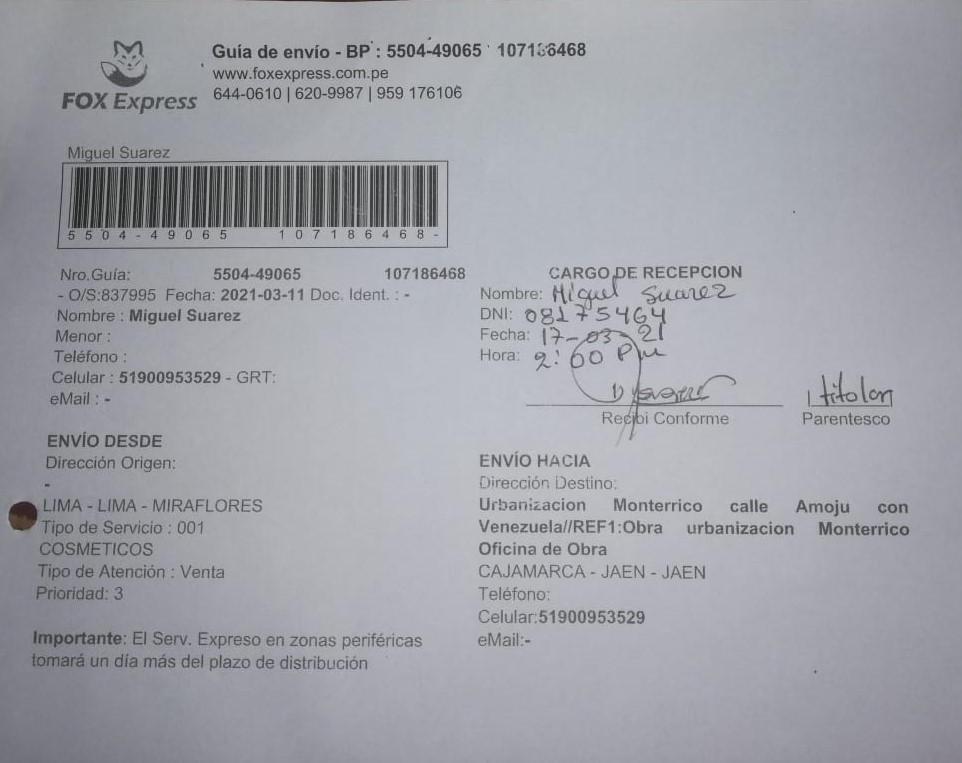 Guía de envío - BP : 5504-49065 107186468
www.foxexpress.com.pe
644-0610 | 620-9987 | 959 176106
FOX Express
Miguel Suarez
5504-49065 107186468-
Nro.Guía: 5504-49065 107186468
- O/S:837995 Fecha: 2021-03-11 Doc. Ident. : -
Nombre : Miguel Suarez
Menor :
Teléfono :
Celular : 51900953529 - GRT:
eMail : -
CARGO DE RECEPCION
Nombre: Miguel Suarez
DNI: 08175464
Fecha: 17-03-21
Hora: 2:00 Pm
Recibi Conforme
titolar
Parentesco
ENVÍO DESDE
Dirección Origen:
-
LIMA - LIMA - MIRAFLORES
Tipo de Servicio : 001
COSMETICOS
Tipo de Atención : Venta
Prioridad: 3
Importante: El Serv. Expreso en zonas periféricas
tomará un día más del plazo de distribución
ENVÍO HACIA
Dirección Destino:
Urbanizacion Monterrico calle Amoju con
Venezuela//REF1:Obra urbanizacion Monterrico
Oficina de Obra
CAJAMARCA - JAEN - JAEN
Teléfono:
Celular:51900953529
eMail:-